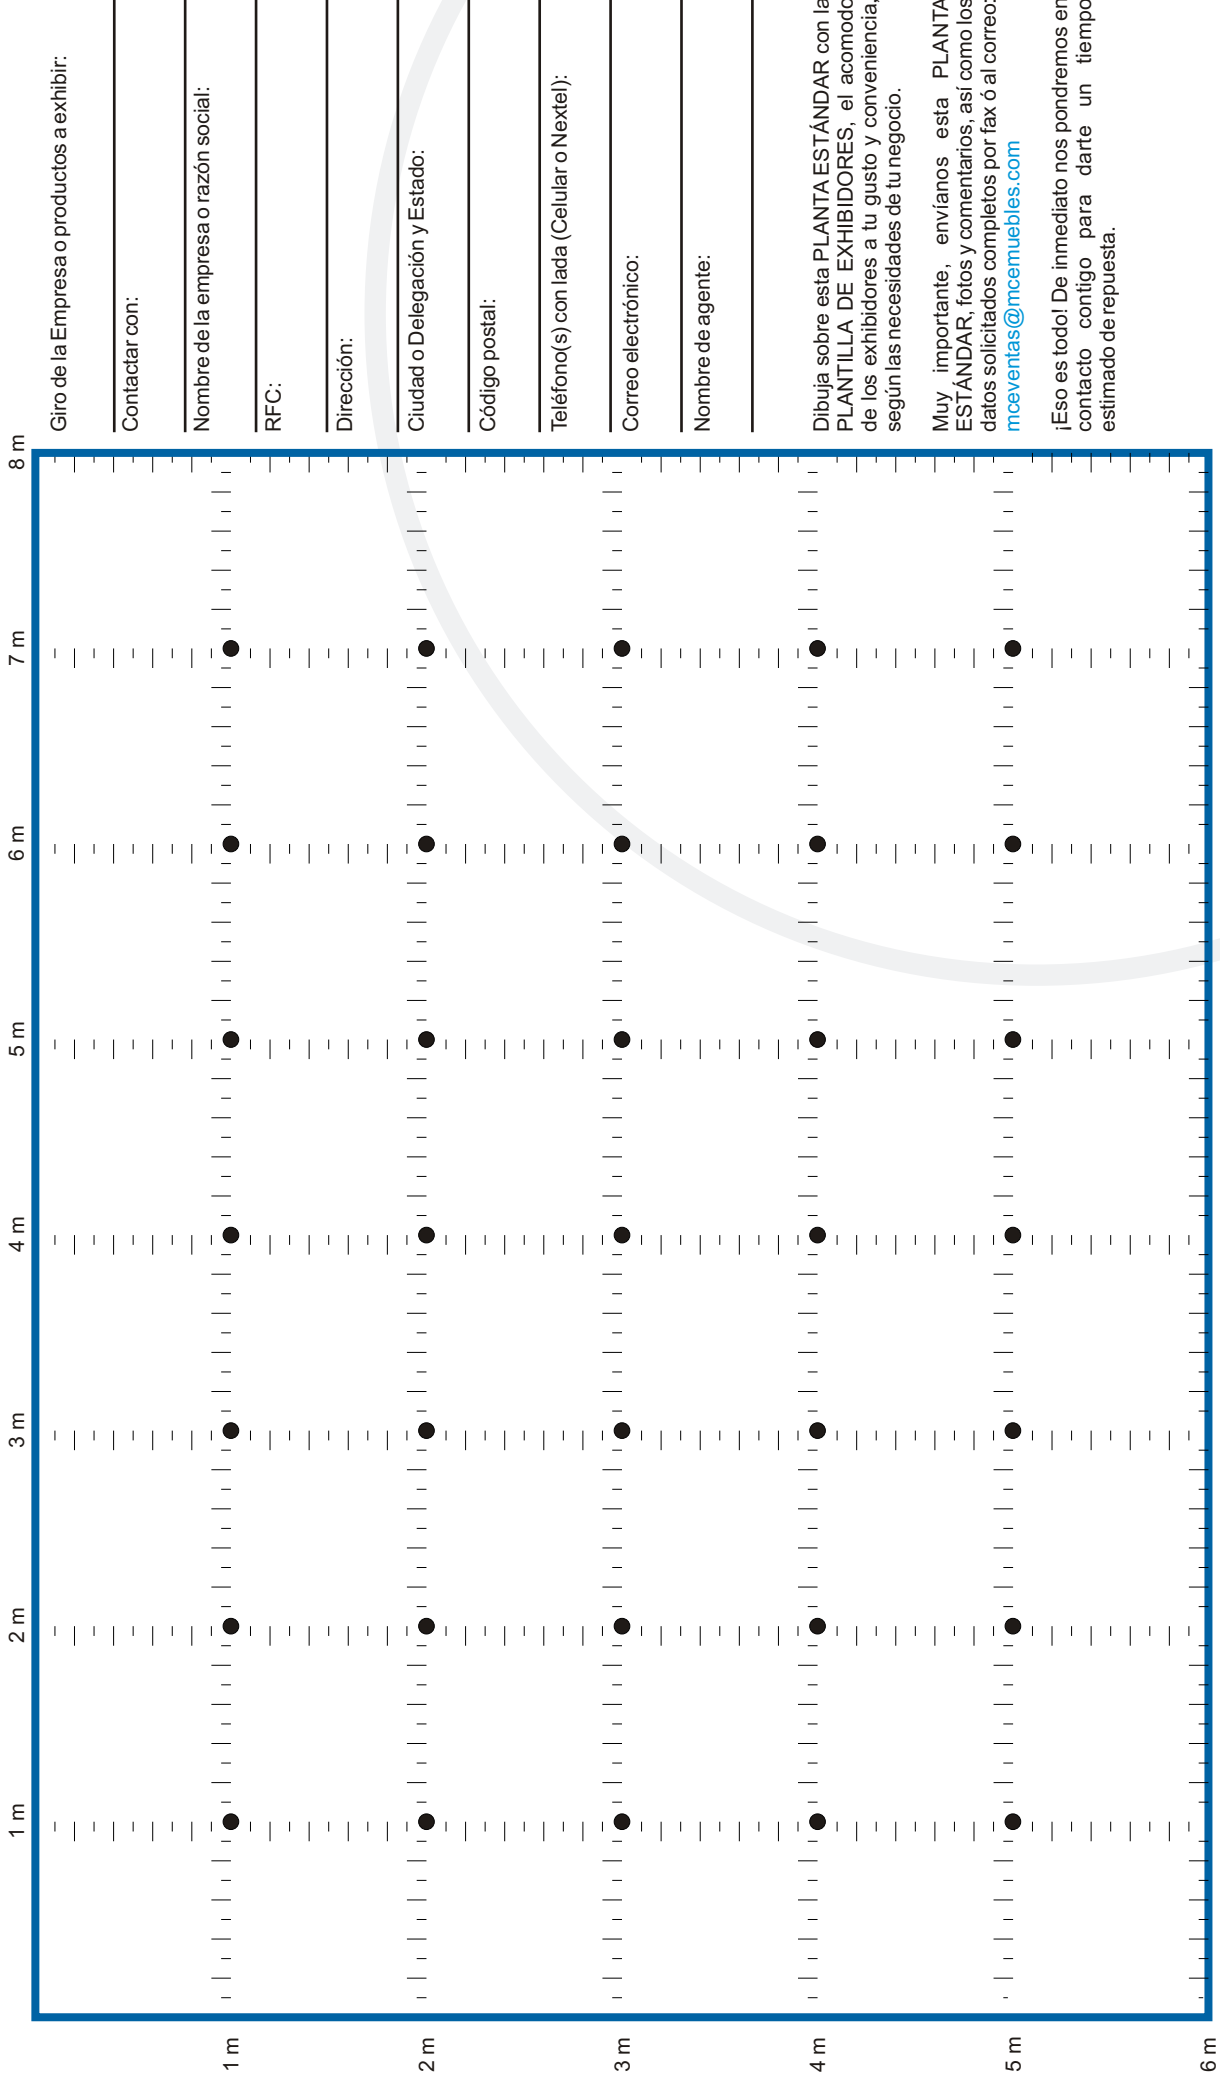 1 m
2 m
3 m
4 m
5 m
6 m
7 m
8 m
1 m
2 m
3 m
4 m
5 m
6 m
Giro de la Empresa o productos a exhibir:
Contactar con:
Nombre de la empresa o razón social:
RFC:
Dirección:
Ciudad o Delegación y Estado:
Código postal:
Teléfono(s) con lada (Celular o Nextel):
Correo electrónico:
Nombre de agente:
Dibuja sobre esta PLANTA ESTÁNDAR con la
PLANTILLA DE EXHIBIDORES, el acomodo
de los exhibidores a tu gusto y conveniencia,
según las necesidades de tu negocio.
Muy importante, envíanos esta PLANTA
ESTÁNDAR, fotos y comentarios, así como los
datos solicitados completos por fax ó al correo:
mceventas@mcemuebles.com
¡Eso es todo! De inmediato nos pondremos en
contacto contigo para darte un tiempo
estimado de repuesta.